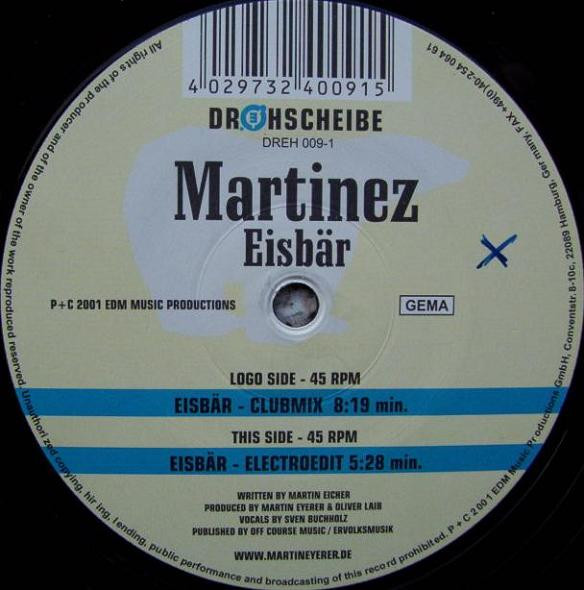 4 029732 400915
DREHSCHEIBE
DREH 009-1
Martinez
Eisbär
P+C 2001 EDM MUSIC PRODUCTIONS
GEMA
LOGO SIDE - 45 RPM
EISBÄR - CLUBMIX 8:19 min.
THIS SIDE - 45 RPM
EISBÄR - ELECTROEDIT 5:28 min.
WRITTEN BY MARTIN EICHER
PRODUCED BY MARTIN EYERER & OLIVER LAIB
VOCALS BY SVEN BUCHHOLZ
PUBLISHED BY OFF COURSE MUSIC / ERVOLKSMUSIK
WWW.MARTINEYERER.DE
All rights of the producer and of the owner of the work reproduced reserved. Unauthorized copying, hiring, lending, public performance and broadcasting of this record prohibited. P + C 2001 EDM Music Productions GmbH, Conventstr. 8-10c, 22089 Hamburg, Germany, FAX +49(0)40-254 064 61